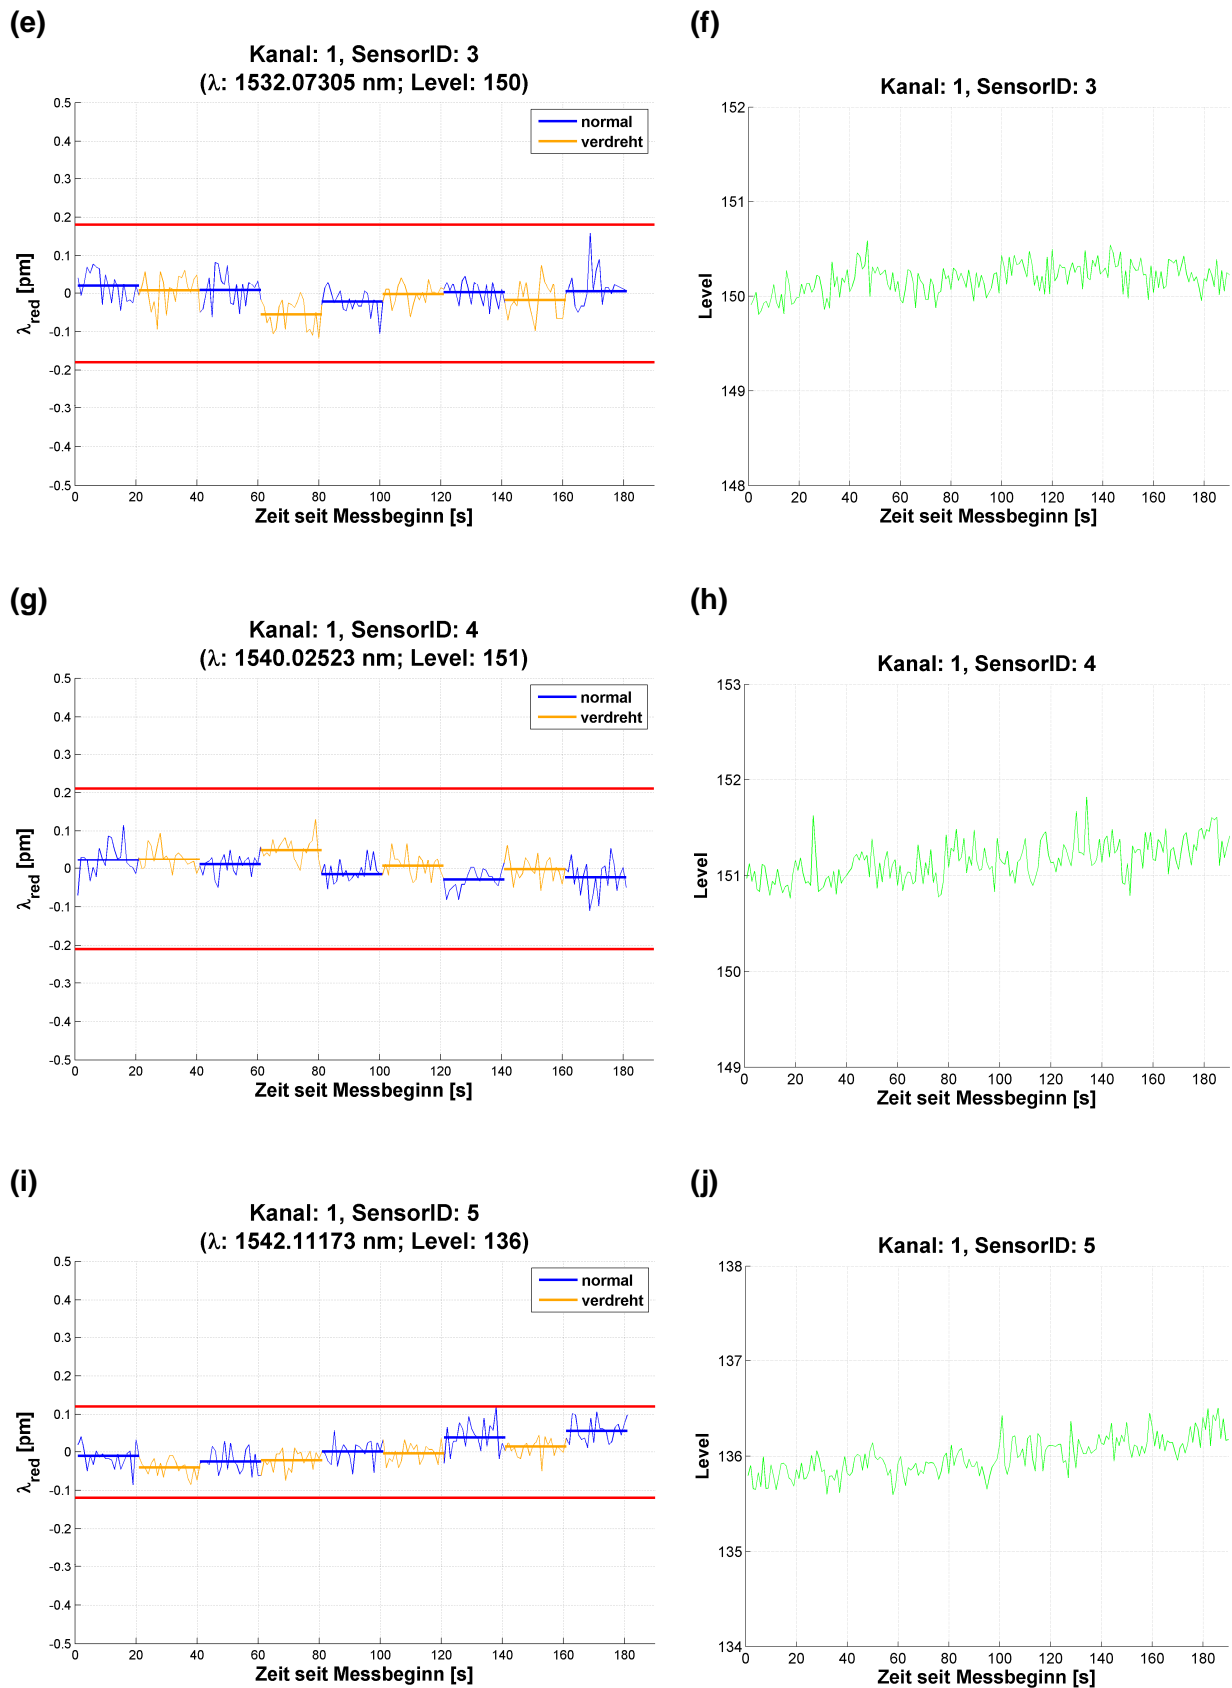 (e)
Kanal: 1, SensorID: 3
(λ: 1532.07305 nm; Level: 150)
normal
verdreht
0.5
0.4
0.3
0.2
0.1
0
-0.1
-0.2
-0.3
-0.4
-0.5
λred [pm]
0 20 40 60 80 100 120 140 160 180
Zeit seit Messbeginn [s]
(f)
Kanal: 1, SensorID: 3
152
151
150
149
148
Level
0 20 40 60 80 100 120 140 160 180
Zeit seit Messbeginn [s]
(g)
Kanal: 1, SensorID: 4
(λ: 1540.02523 nm; Level: 151)
normal
verdreht
0.5
0.4
0.3
0.2
0.1
0
-0.1
-0.2
-0.3
-0.4
-0.5
λred [pm]
0 20 40 60 80 100 120 140 160 180
Zeit seit Messbeginn [s]
(h)
Kanal: 1, SensorID: 4
153
152
151
150
149
Level
0 20 40 60 80 100 120 140 160 180
Zeit seit Messbeginn [s]
(i)
Kanal: 1, SensorID: 5
(λ: 1542.11173 nm; Level: 136)
normal
verdreht
0.5
0.4
0.3
0.2
0.1
0
-0.1
-0.2
-0.3
-0.4
-0.5
λred [pm]
0 20 40 60 80 100 120 140 160 180
Zeit seit Messbeginn [s]
(j)
Kanal: 1, SensorID: 5
138
137
136
135
134
Level
0 20 40 60 80 100 120 140 160 180
Zeit seit Messbeginn [s]